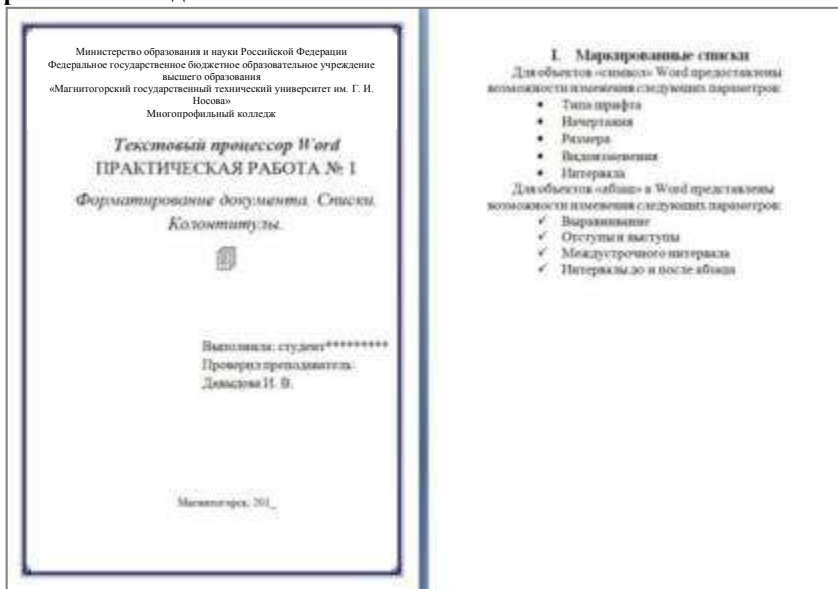 Министерство образования и науки Российской Федерации
Федеральное государственное бюджетное образовательное учреждение
высшего образования
«Магнитогорский государственный технический университет им. Г. И.
Носова»
Многопрофильный колледж
Текстовый процессор Word
ПРАКТИЧЕСКАЯ РАБОТА № 1
Форматирование документа. Списки.
Колонтитулы.
Выполнила: студент*********
Проверил преподаватель:
Давыдова И. В.
Магнитогорск, 201_
I. Маркированные списки
Для объектов «символ» Word предоставлены
возможности изменения следующих параметров:
• Типа шрифта
• Начертания
• Размера
• Видоизменения
• Интервала
Для объектов «абзац» в Word представлены
возможности изменения следующих параметров:
✓ Выравнивание
✓ Отступы и выступы
✓ Междустрочного интервала
✓ Интервалы до и после абзаца